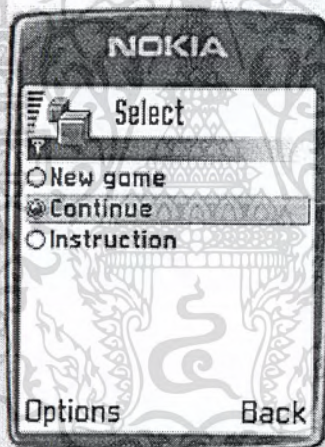 NOKIA
Select
New game
Continue
Instruction
Options Back